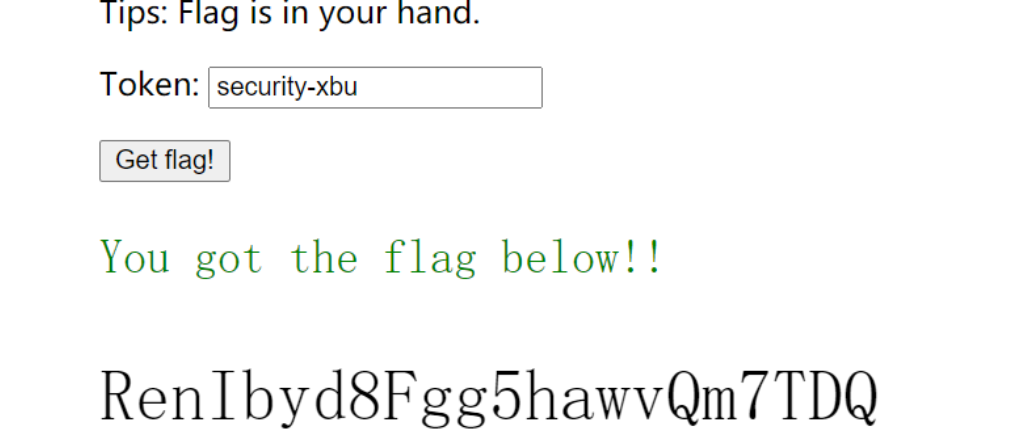 Tips: Flag is in your hand.
Token: security-xbu
Get flag!
You got the flag below!!
RenIbyd8Fgg5hawvQm7TDQ